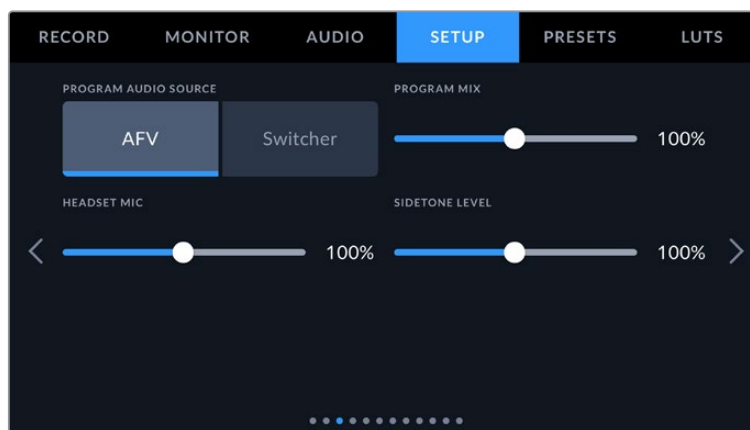 RECORD MONITOR AUDIO SETUP PRESETS LUTS
PROGRAM AUDIO SOURCE PROGRAM MIX
AFV Switcher 100%
HEADSET MIC SIDETONE LEVEL
100% 100%